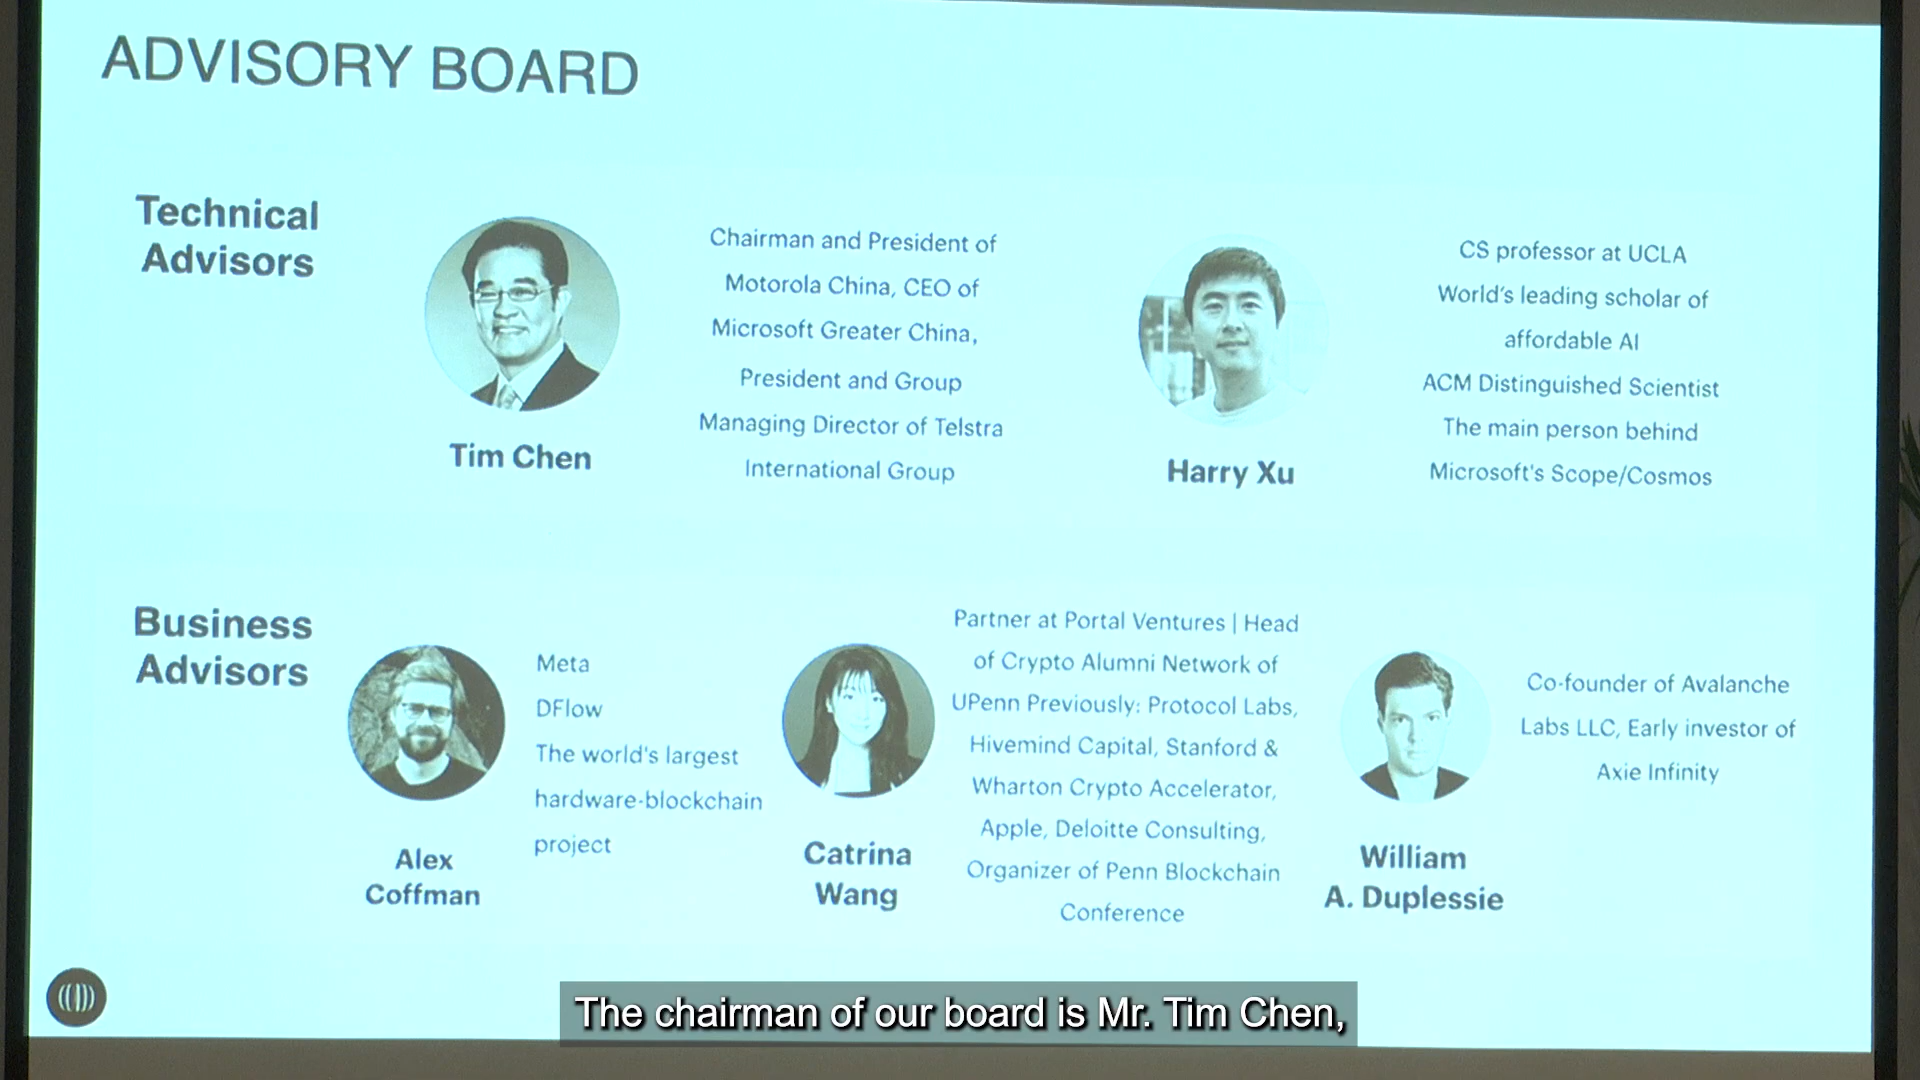 ADVISORY BOARD
Technical
Advisors
Tim Chen
Chairman and President of
Motorola China, CEO of
Microsoft Greater China,
President and Group
Managing Director of Telstra
International Group
Harry Xu
CS professor at UCLA
World's leading scholar of
affordable AI
ACM Distinguished Scientist
The main person behind
Microsoft's Scope/Cosmos
Business
Advisors
Alex
Coffman
Meta
DFlow
The world's largest
hardware-blockchain
project
Catrina
Wang
Partner at Portal Ventures | Head
of Crypto Alumni Network of
UPenn Previously: Protocol Labs,
Hivemind Capital, Stanford &
Wharton Crypto Accelerator,
Apple, Deloitte Consulting,
Organizer of Penn Blockchain
Conference
William
A. Duplessie
Co-founder of Avalanche
Labs LLC, Early investor of
Axie Infinity
The chairman of our board is Mr. Tim Chen,